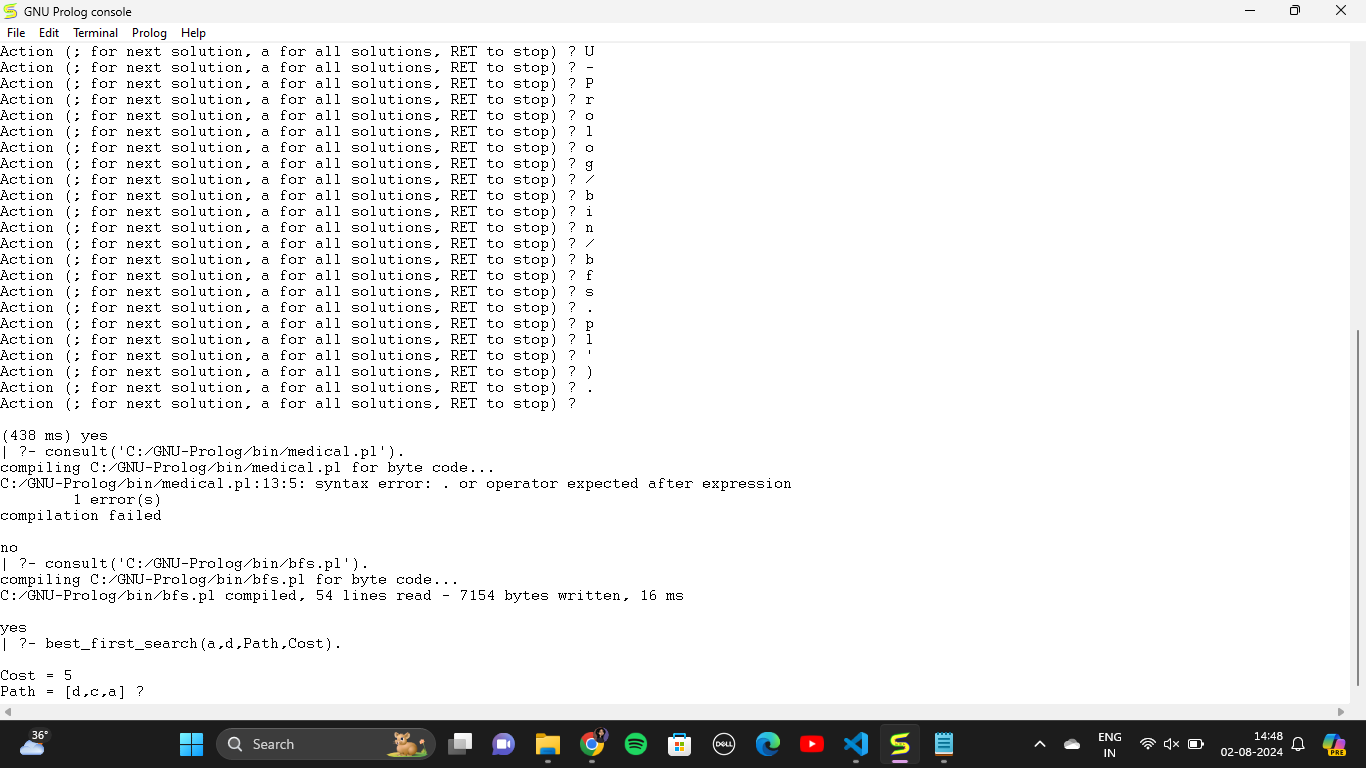 GNU Prolog console
File Edit Terminal Prolog Help
Action (; for next solution, a for all solutions, RET to stop) ? U
Action (; for next solution, a for all solutions, RET to stop) ? -
Action (; for next solution, a for all solutions, RET to stop) ? P
Action (; for next solution, a for all solutions, RET to stop) ? r
Action (; for next solution, a for all solutions, RET to stop) ? o
Action (; for next solution, a for all solutions, RET to stop) ? l
Action (; for next solution, a for all solutions, RET to stop) ? o
Action (; for next solution, a for all solutions, RET to stop) ? g
Action (; for next solution, a for all solutions, RET to stop) ? /
Action (; for next solution, a for all solutions, RET to stop) ? b
Action (; for next solution, a for all solutions, RET to stop) ? i
Action (; for next solution, a for all solutions, RET to stop) ? n
Action (; for next solution, a for all solutions, RET to stop) ? /
Action (; for next solution, a for all solutions, RET to stop) ? b
Action (; for next solution, a for all solutions, RET to stop) ? f
Action (; for next solution, a for all solutions, RET to stop) ? s
Action (; for next solution, a for all solutions, RET to stop) ? .
Action (; for next solution, a for all solutions, RET to stop) ? p
Action (; for next solution, a for all solutions, RET to stop) ? l
Action (; for next solution, a for all solutions, RET to stop) ? '
Action (; for next solution, a for all solutions, RET to stop) ? )
Action (; for next solution, a for all solutions, RET to stop) ? .
Action (; for next solution, a for all solutions, RET to stop) ?
(438 ms) yes
| ?- consult('C:/GNU-Prolog/bin/medical.pl').
compiling C:/GNU-Prolog/bin/medical.pl for byte code...
C:/GNU-Prolog/bin/medical.pl:13:5: syntax error: . or operator expected after expression
1 error(s)
compilation failed
no
| ?- consult('C:/GNU-Prolog/bin/bfs.pl').
compiling C:/GNU-Prolog/bin/bfs.pl for byte code...
C:/GNU-Prolog/bin/bfs.pl compiled, 54 lines read - 7154 bytes written, 16 ms
yes
| ?- best_first_search(a,d,Path,Cost).
Cost = 5
Path = [d,c,a] ?
36°
Search
DELL
PRE
ENG
IN
14:48
02-08-2024